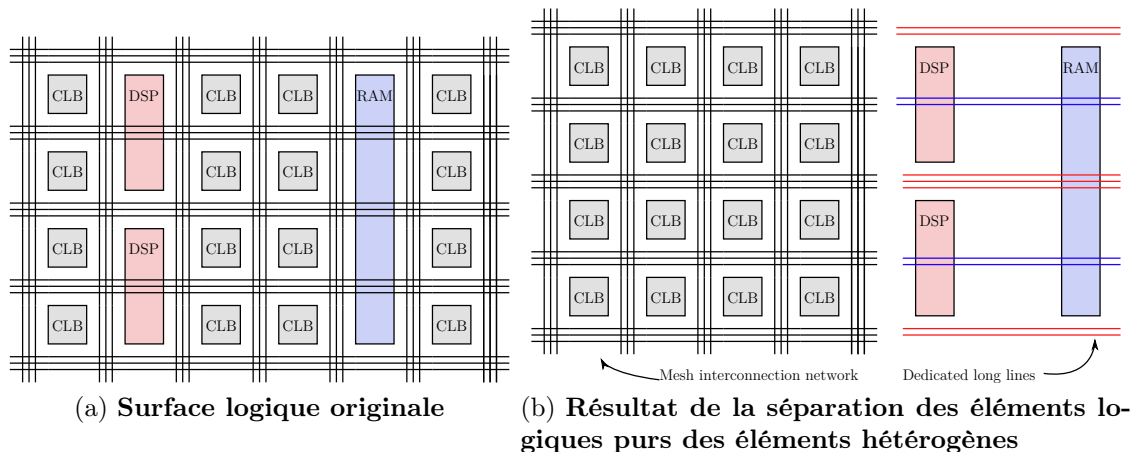 CLB DSP CLB CLB RAM CLB
CLB CLB CLB CLB
CLB DSP CLB CLB CLB
CLB CLB CLB CLB
(a) Surface logique originale
CLB CLB CLB CLB DSP RAM
CLB CLB CLB CLB
CLB CLB CLB CLB DSP
CLB CLB CLB CLB
Mesh interconnection network
Dedicated long lines
(b) Résultat de la séparation des éléments lo-
giques purs des éléments hétérogènes